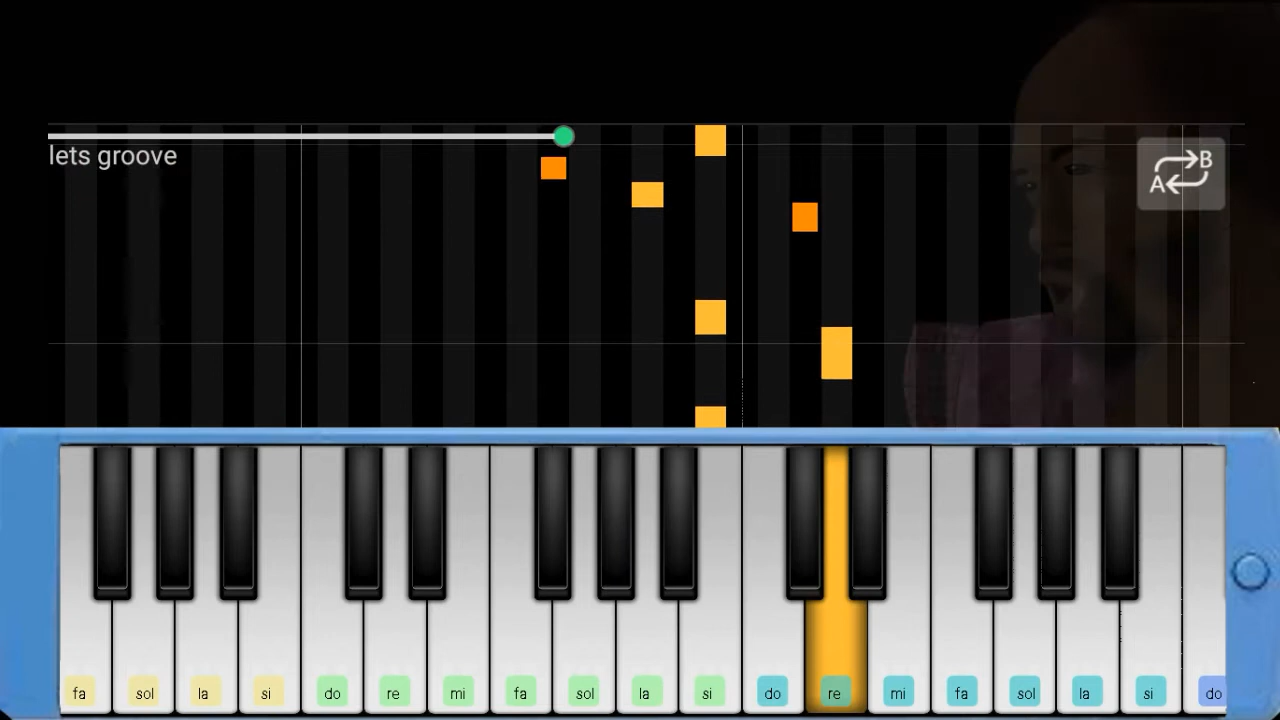 lets groove
A B
fa sol la si do re mi fa sol la si do re mi fa sol la si do